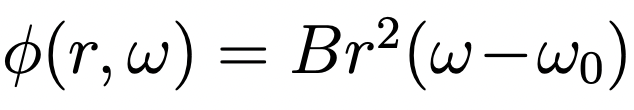 ϕ(r, ω) = Br²(ω−ω₀)